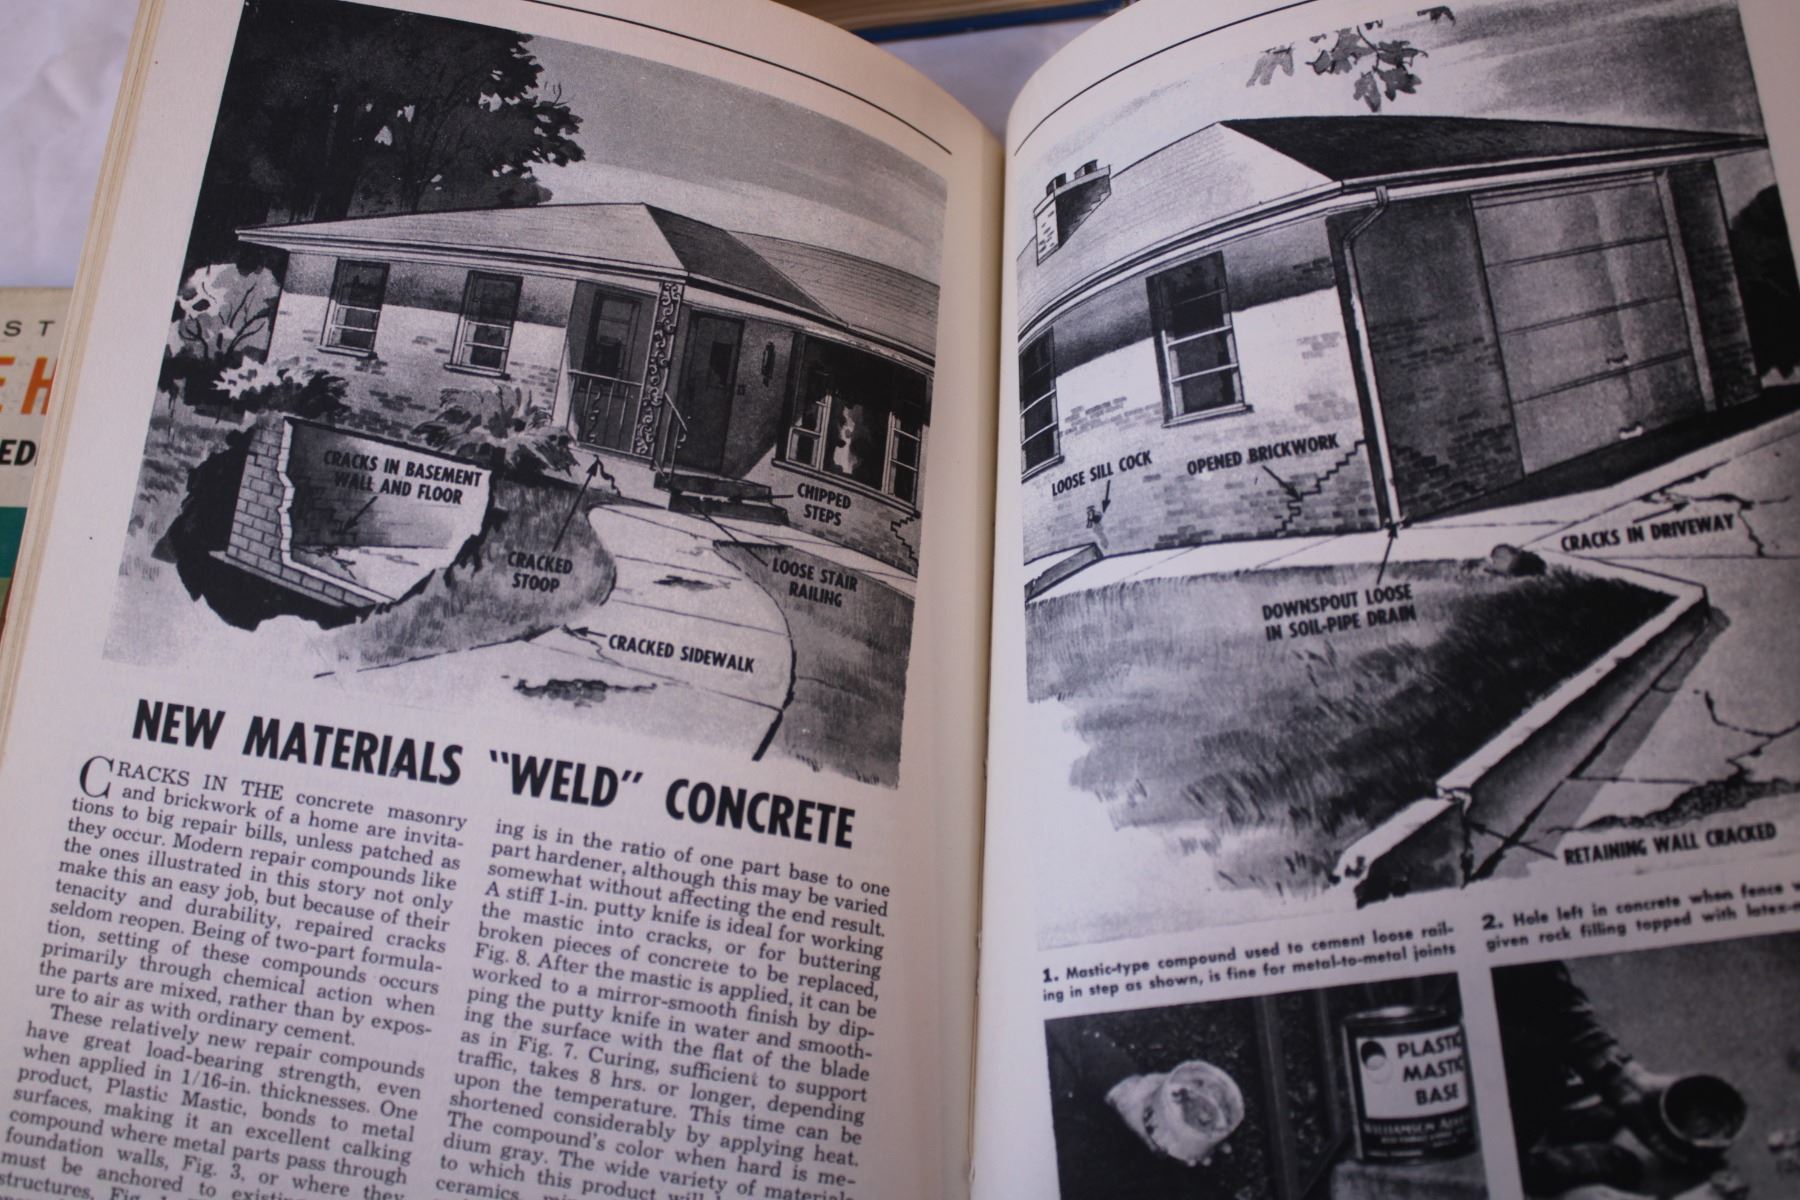 ST
EH
ED
CRACKS IN BASEMENT
WALL AND FLOOR
CHIPPED
STEPS
CRACKED
STOOP
LOOSE STAIR
RAILING
CRACKED SIDEWALK
NEW MATERIALS "WELD" CONCRETE
CRACKS IN THE concrete masonry
and brickwork of a home are invita-
tions to big repair bills, unless patched as
they occur. Modern repair compounds like
the ones illustrated in this story not only
make this an easy job, but because of their
tenacity and durability, repaired cracks
seldom reopen. Being of two-part formula-
tion, setting of these compounds occurs
primarily through chemical action when
the parts are mixed, rather than by expos-
ure to air as with ordinary cement.
These relatively new repair compounds
have great load-bearing strength, even
when applied in 1/16-in. thicknesses. One
product, Plastic Mastic, bonds to metal
surfaces, making it an excellent calking
compound where metal parts pass through
foundation walls, Fig. 3, or where they
must be anchored to existing
structures, Fig.
ing is in the ratio of one part base to one
part hardener, although this may be varied
somewhat without affecting the end result.
A stiff 1-in. putty knife is ideal for working
the mastic into cracks, or for buttering
broken pieces of concrete to be replaced,
Fig. 8. After the mastic is applied, it can be
worked to a mirror-smooth finish by dip-
ping the putty knife in water and smooth-
ing the surface with the flat of the blade
as in Fig. 7. Curing, sufficient to support
traffic, takes 8 hrs. or longer, depending
upon the temperature. This time can be
shortened considerably by applying heat.
The compound's color when hard is me-
dium gray. The wide variety of materials
to which this product will
ceramics,
LOOSE SILL COCK
OPENED BRICKWORK
CRACKS IN DRIVEWAY
DOWNSPOUT LOOSE
IN SOIL-PIPE DRAIN
RETAINING WALL CRACKED
1. Mastic-type compound used to cement loose rail-
ing in step as shown, is fine for metal-to-metal joints
2. Hole left in concrete when fence
given rock filling topped with latex-
PLASTIC
MASTIC
BASE